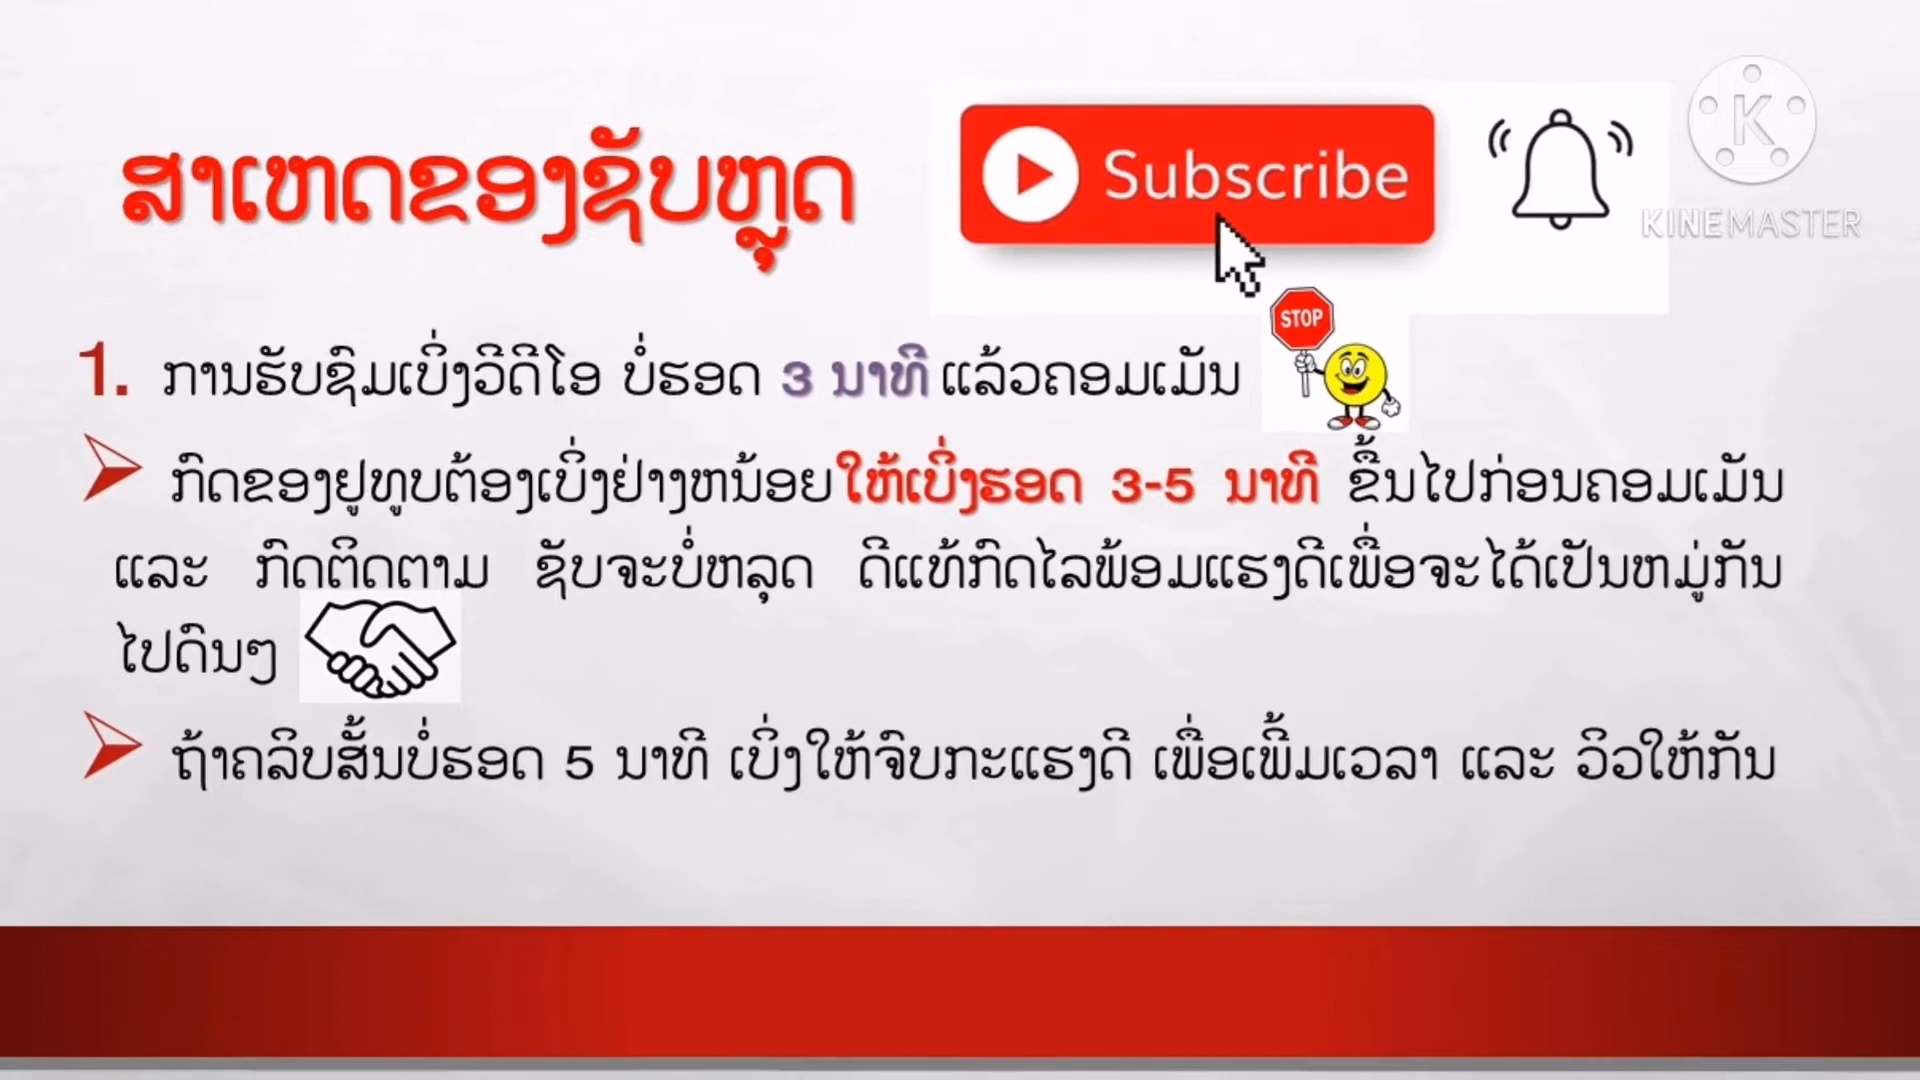 ສາເຫດຂອງຊັບຫຼຸດ
Subscribe
KINEMASTER
STOP
1. ການຮັບຊົມເບິ່ງວີດີໂອ ບໍ່ຮອດ 3 ນາທີ ແລ້ວຄອມເມັນ
ກົດຂອງຢູທູບຕ້ອງເບິ່ງຢ່າງຫນ້ອຍໃຫ້ເບິ່ງຮອດ 3-5 ນາທີ ຂື້ນໄປກ່ອນຄອມເມັນ
ແລະ ກົດຕິດຕາມ ຊັບຈະບໍ່ຫລຸດ ດີແທ້ກົດໄລພ້ອມແຮງດີເພື່ອຈະໄດ້ເປັນຫມູ່ກັນ
ໄປດົນໆ
ຖ້າຄລິບສັ້ນບໍ່ຮອດ 5 ນາທີ ເບິ່ງໃຫ້ຈົບກະແຮງດີ ເພື່ອເພີ້ມເວລາ ແລະ ວິວໃຫ້ກັນ